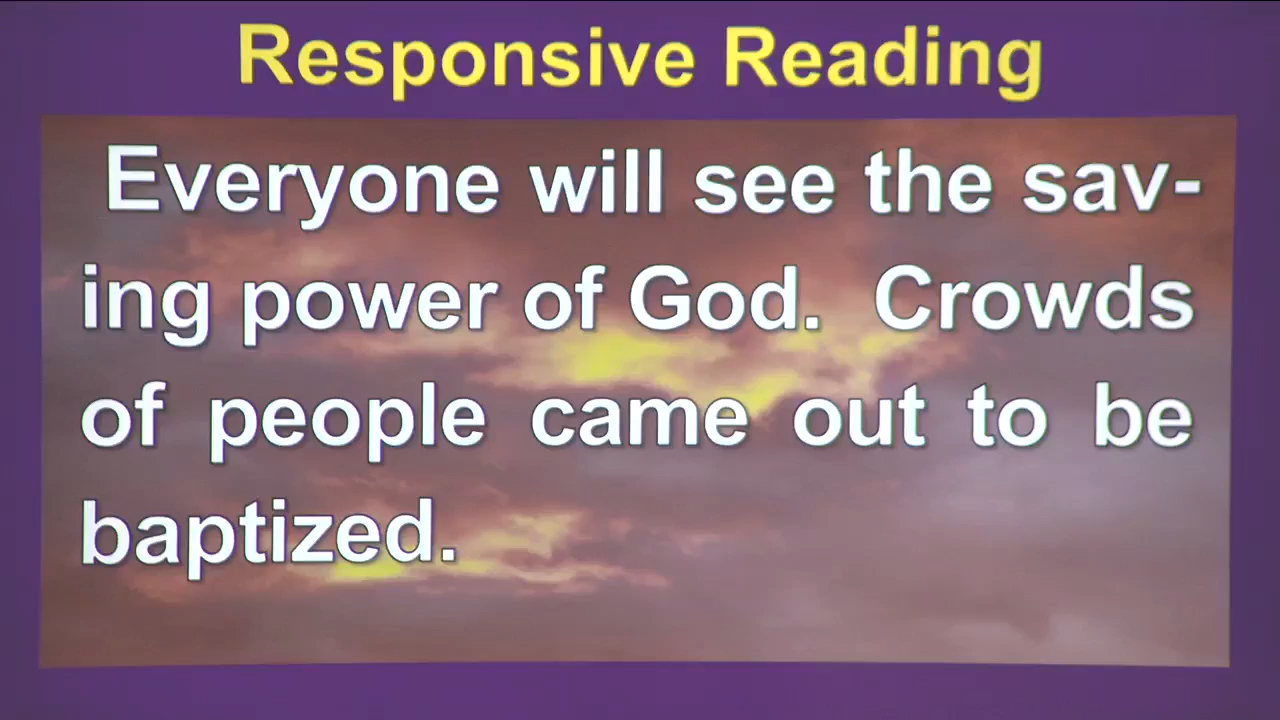 Responsive Reading
Everyone will see the sav-
ing power of God. Crowds
of people came out to be
baptized.